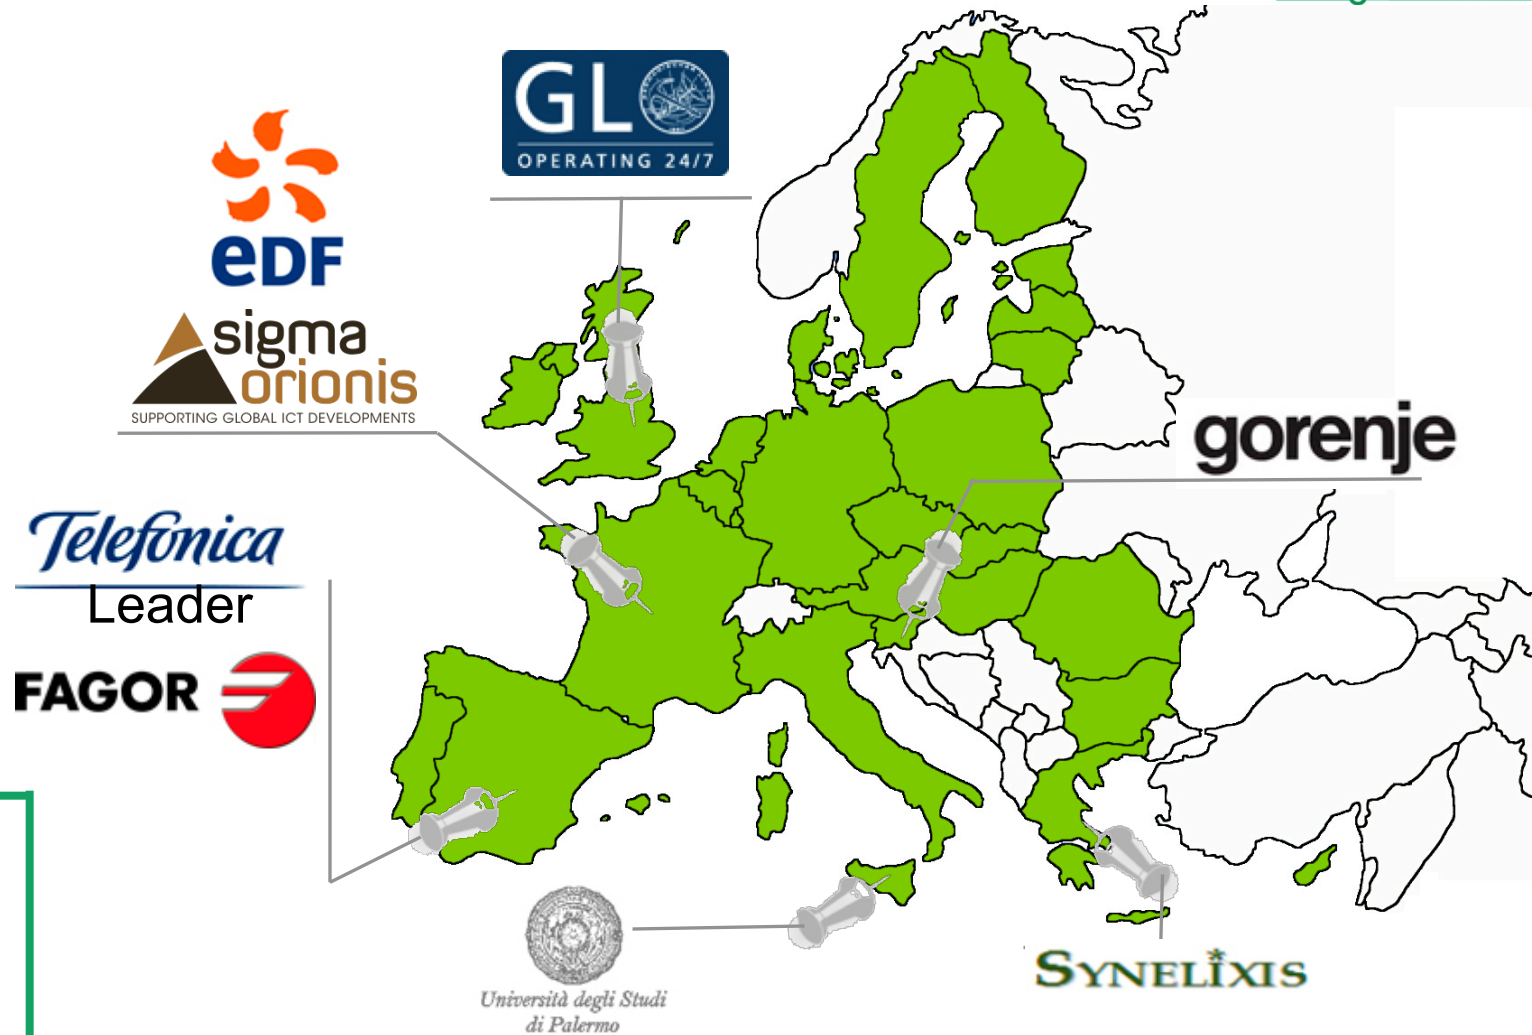 GL
OPERATING 24/7
eDF
sigma
orionis
SUPPORTING GLOBAL ICT DEVELOPMENTS
gorenje
Telefónica
Leader
FAGOR
Università degli Studi
di Palermo
SYNELIXIS